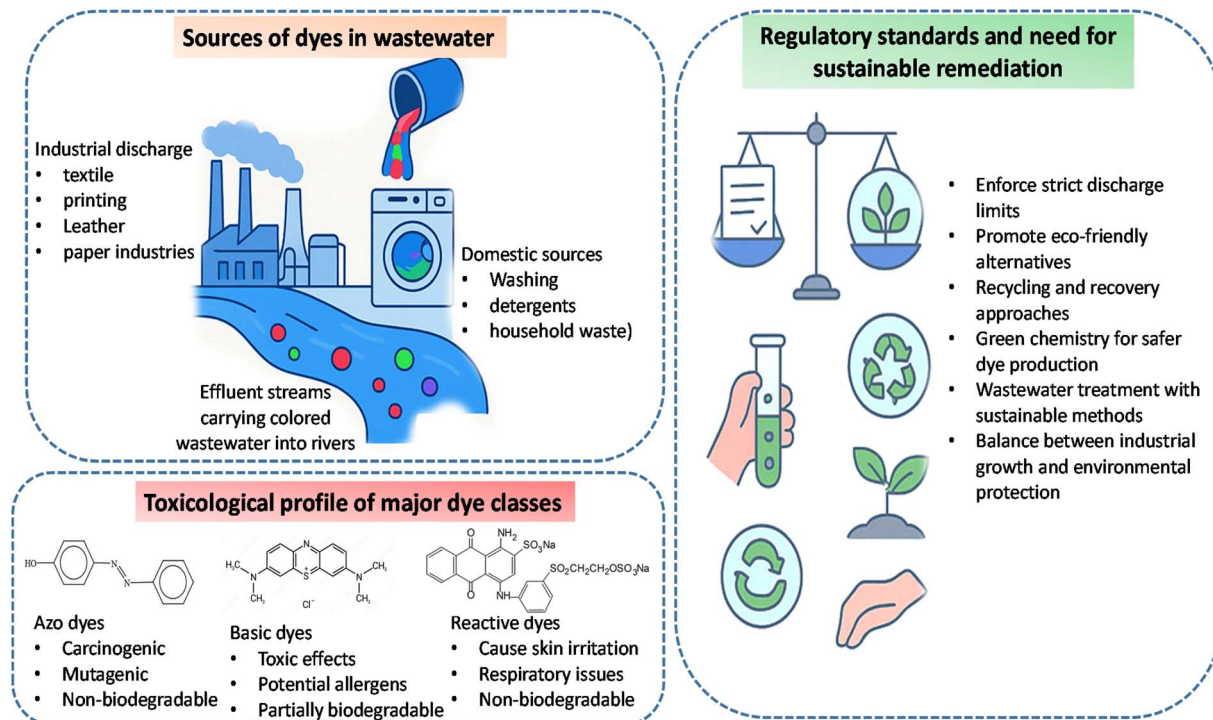 Sources of dyes in wastewater
Industrial discharge
• textile
• printing
• Leather
• paper industries
Domestic sources
• Washing
• detergents
• household waste)
Effluent streams
carrying colored
wastewater into rivers
Toxicological profile of major dye classes
HO
N
N
N
H₃C
N
CH₃
S⁺
Cl⁻
N
CH₃
CH₃
O
NH₂
SO₃Na
SO₂CH₂CH₂OSO₃Na
O
NH
Azo dyes
• Carcinogenic
• Mutagenic
• Non-biodegradable
Basic dyes
• Toxic effects
• Potential allergens
• Partially biodegradable
Reactive dyes
• Cause skin irritation
• Respiratory issues
• Non-biodegradable
Regulatory standards and need for
sustainable remediation
• Enforce strict discharge
limits
• Promote eco-friendly
alternatives
• Recycling and recovery
approaches
• Green chemistry for safer
dye production
• Wastewater treatment with
sustainable methods
• Balance between industrial
growth and environmental
protection